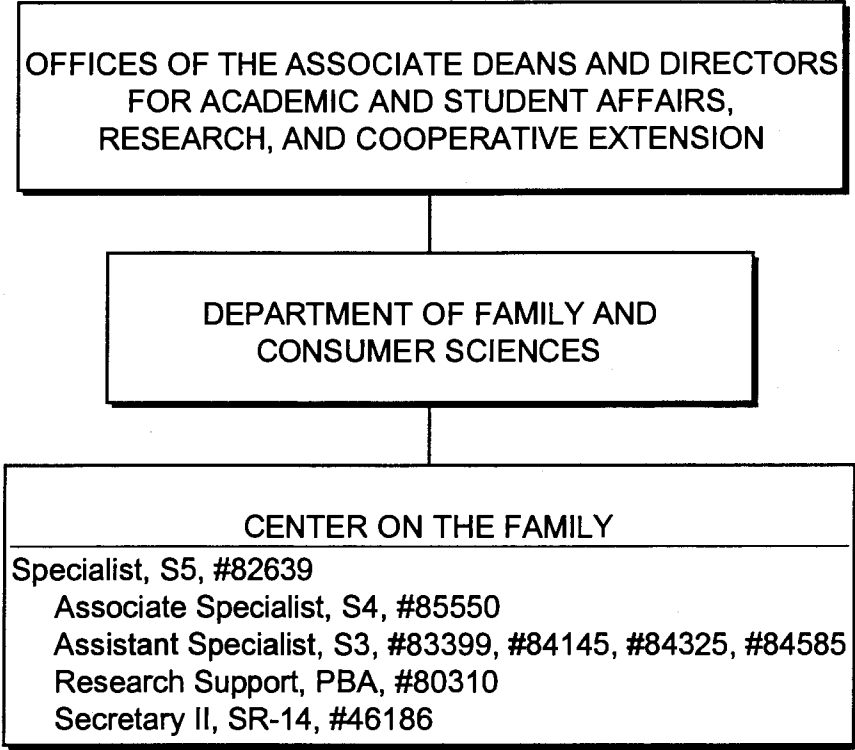 OFFICES OF THE ASSOCIATE DEANS AND DIRECTORS
FOR ACADEMIC AND STUDENT AFFAIRS,
RESEARCH, AND COOPERATIVE EXTENSION
DEPARTMENT OF FAMILY AND
CONSUMER SCIENCES
CENTER ON THE FAMILY
Specialist, S5, #82639
Associate Specialist, S4, #85550
Assistant Specialist, S3, #83399, #84145, #84325, #84585
Research Support, PBA, #80310
Secretary II, SR-14, #46186